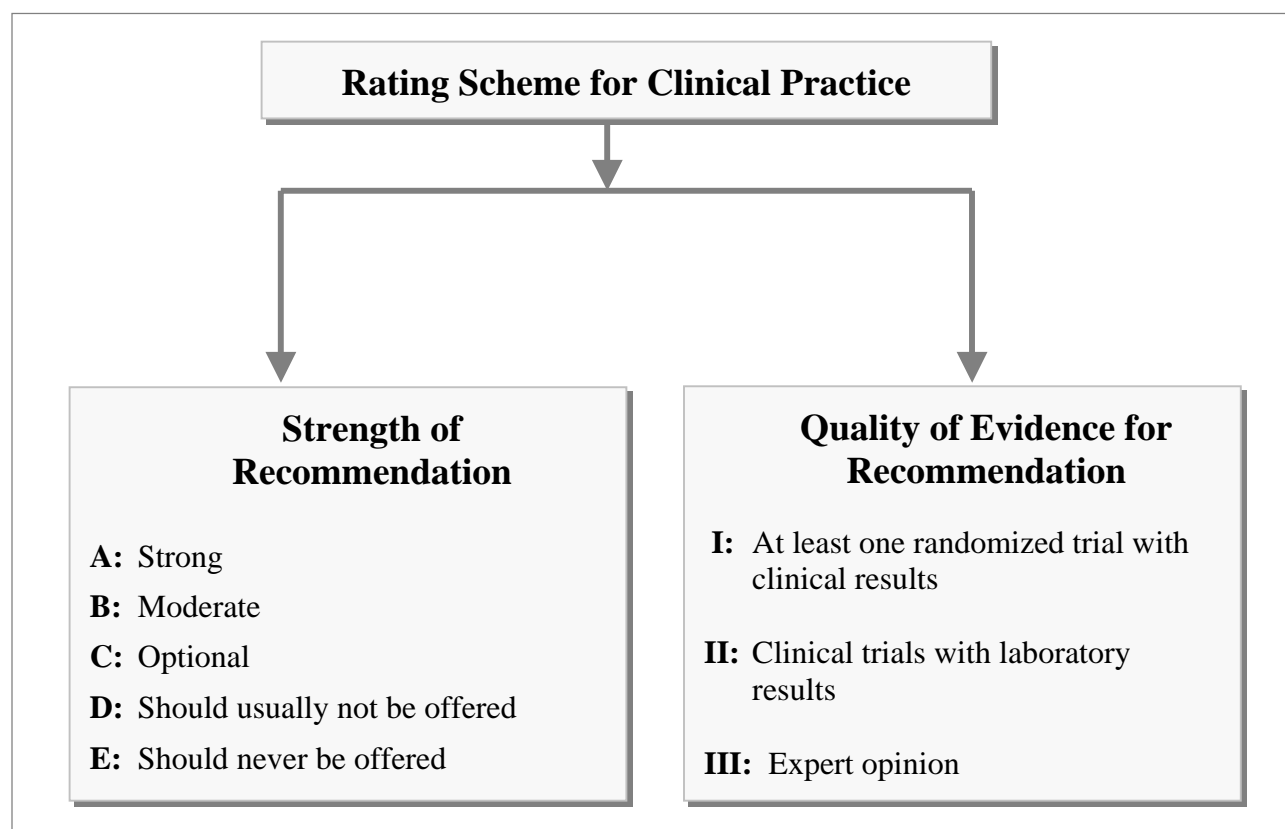 Rating Scheme for Clinical Practice
Strength of
Recommendation
A: Strong
B: Moderate
C: Optional
D: Should usually not be offered
E: Should never be offered
Quality of Evidence for
Recommendation
I: At least one randomized trial with
clinical results
II: Clinical trials with laboratory
results
III: Expert opinion